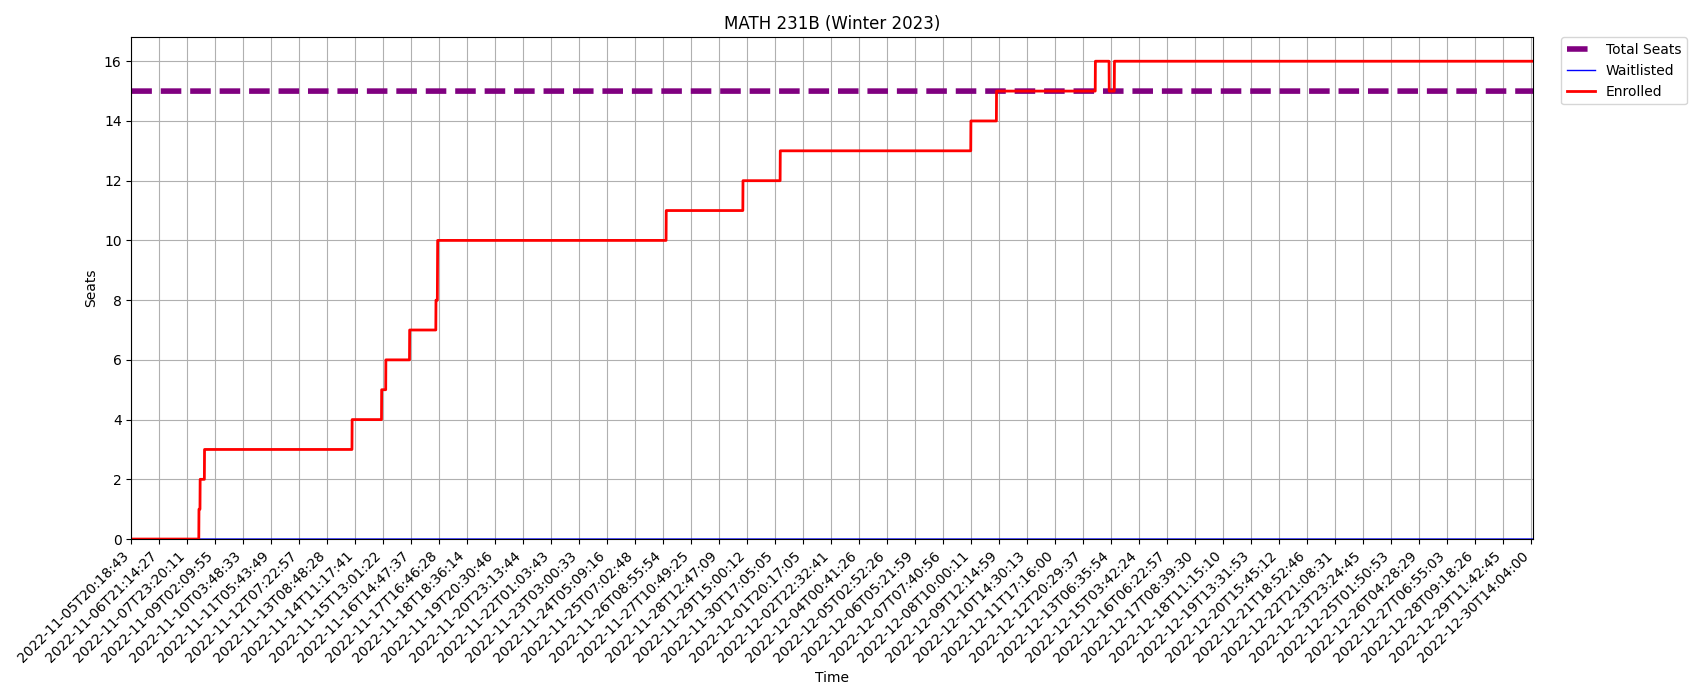 MATH 231B (Winter 2023)
Total Seats
Waitlisted
Enrolled
Seats
16
14
12
10
8
6
4
2
0
2022-11-05T20:18:43
2022-11-06T21:14:27
2022-11-07T23:20:11
2022-11-09T02:09:55
2022-11-10T03:48:33
2022-11-11T05:43:49
2022-11-12T07:22:57
2022-11-13T08:48:28
2022-11-14T11:17:41
2022-11-15T13:01:22
2022-11-16T14:47:37
2022-11-17T16:46:28
2022-11-18T18:36:14
2022-11-19T20:30:46
2022-11-20T23:13:44
2022-11-22T01:03:43
2022-11-23T03:00:33
2022-11-24T05:09:16
2022-11-25T07:02:48
2022-11-26T08:55:54
2022-11-27T10:49:25
2022-11-28T12:47:09
2022-11-29T15:00:12
2022-11-30T17:05:05
2022-12-01T20:17:05
2022-12-02T22:32:41
2022-12-04T00:41:26
2022-12-05T02:52:26
2022-12-06T05:21:59
2022-12-07T07:40:56
2022-12-08T10:00:11
2022-12-09T12:14:59
2022-12-10T14:30:13
2022-12-11T17:16:00
2022-12-12T20:29:37
2022-12-13T06:35:54
2022-12-15T03:42:24
2022-12-16T06:22:57
2022-12-17T08:39:30
2022-12-18T11:15:10
2022-12-19T13:31:53
2022-12-20T15:45:12
2022-12-21T18:52:46
2022-12-22T21:08:31
2022-12-23T23:24:45
2022-12-25T01:50:53
2022-12-26T04:28:29
2022-12-27T06:55:03
2022-12-28T09:18:26
2022-12-29T11:42:45
2022-12-30T14:04:00
Time